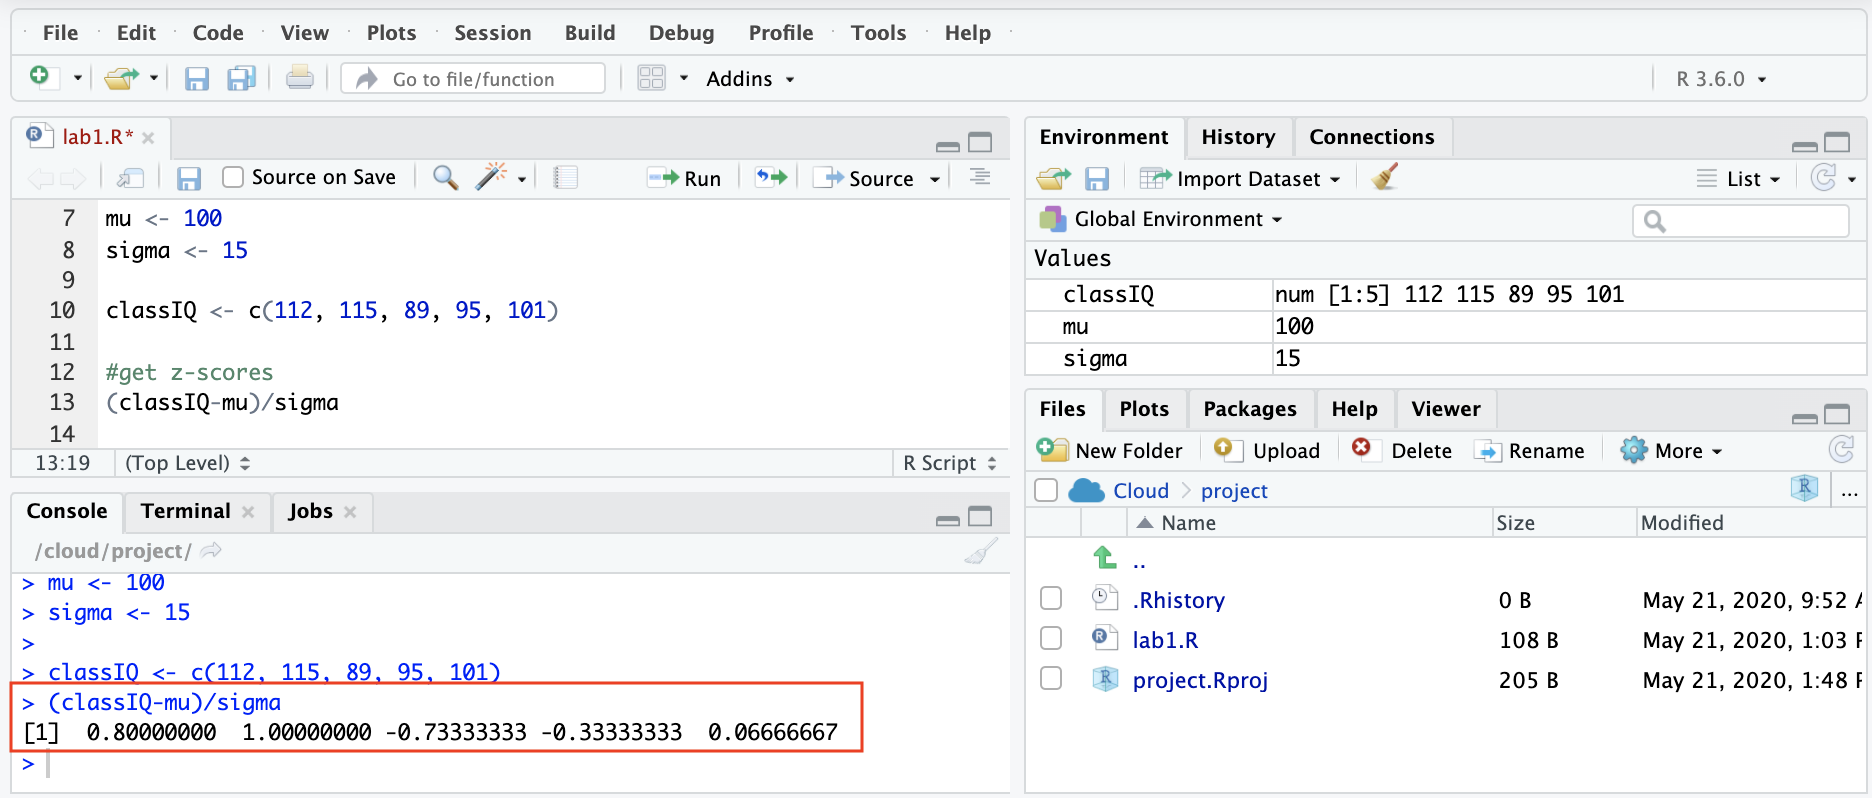 File Edit Code View Plots Session Build Debug Profile Tools Help
Go to file/function Addins R 3.6.0
lab1.R*
Source on Save Run Source
7 mu <- 100
8 sigma <- 15
9
10 classIQ <- c(112, 115, 89, 95, 101)
11
12 #get z-scores
13 (classIQ-mu)/sigma
14
13:19 (Top Level) R Script
Console Terminal Jobs
/cloud/project/
> mu <- 100
> sigma <- 15
>
> classIQ <- c(112, 115, 89, 95, 101)
> (classIQ-mu)/sigma
[1]  0.80000000  1.00000000 -0.73333333 -0.33333333  0.06666667
>
Environment History Connections
Import Dataset List
Global Environment
Values
classIQ num [1:5] 112 115 89 95 101
mu 100
sigma 15
Files Plots Packages Help Viewer
New Folder Upload Delete Rename More
Cloud project R ...
Name Size Modified
..
.Rhistory 0 B May 21, 2020, 9:52
R lab1.R 108 B May 21, 2020, 1:03
R project.Rproj 205 B May 21, 2020, 1:48